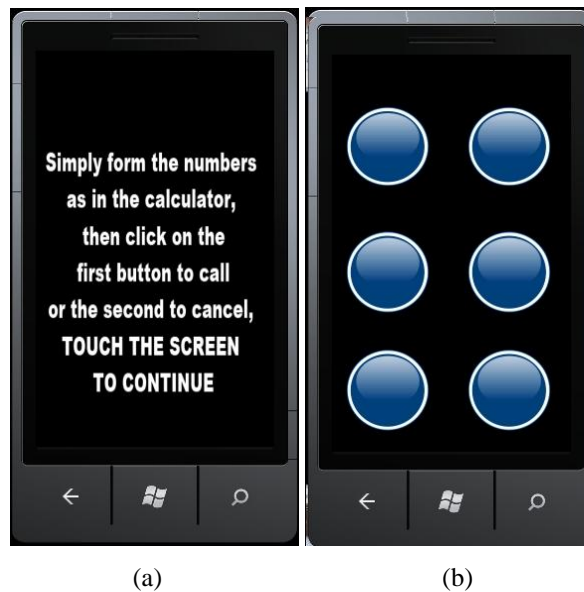 Simply form the numbers
as in the calculator,
then click on the
first button to call
or the second to cancel,
TOUCH THE SCREEN
TO CONTINUE
(a)
(b)